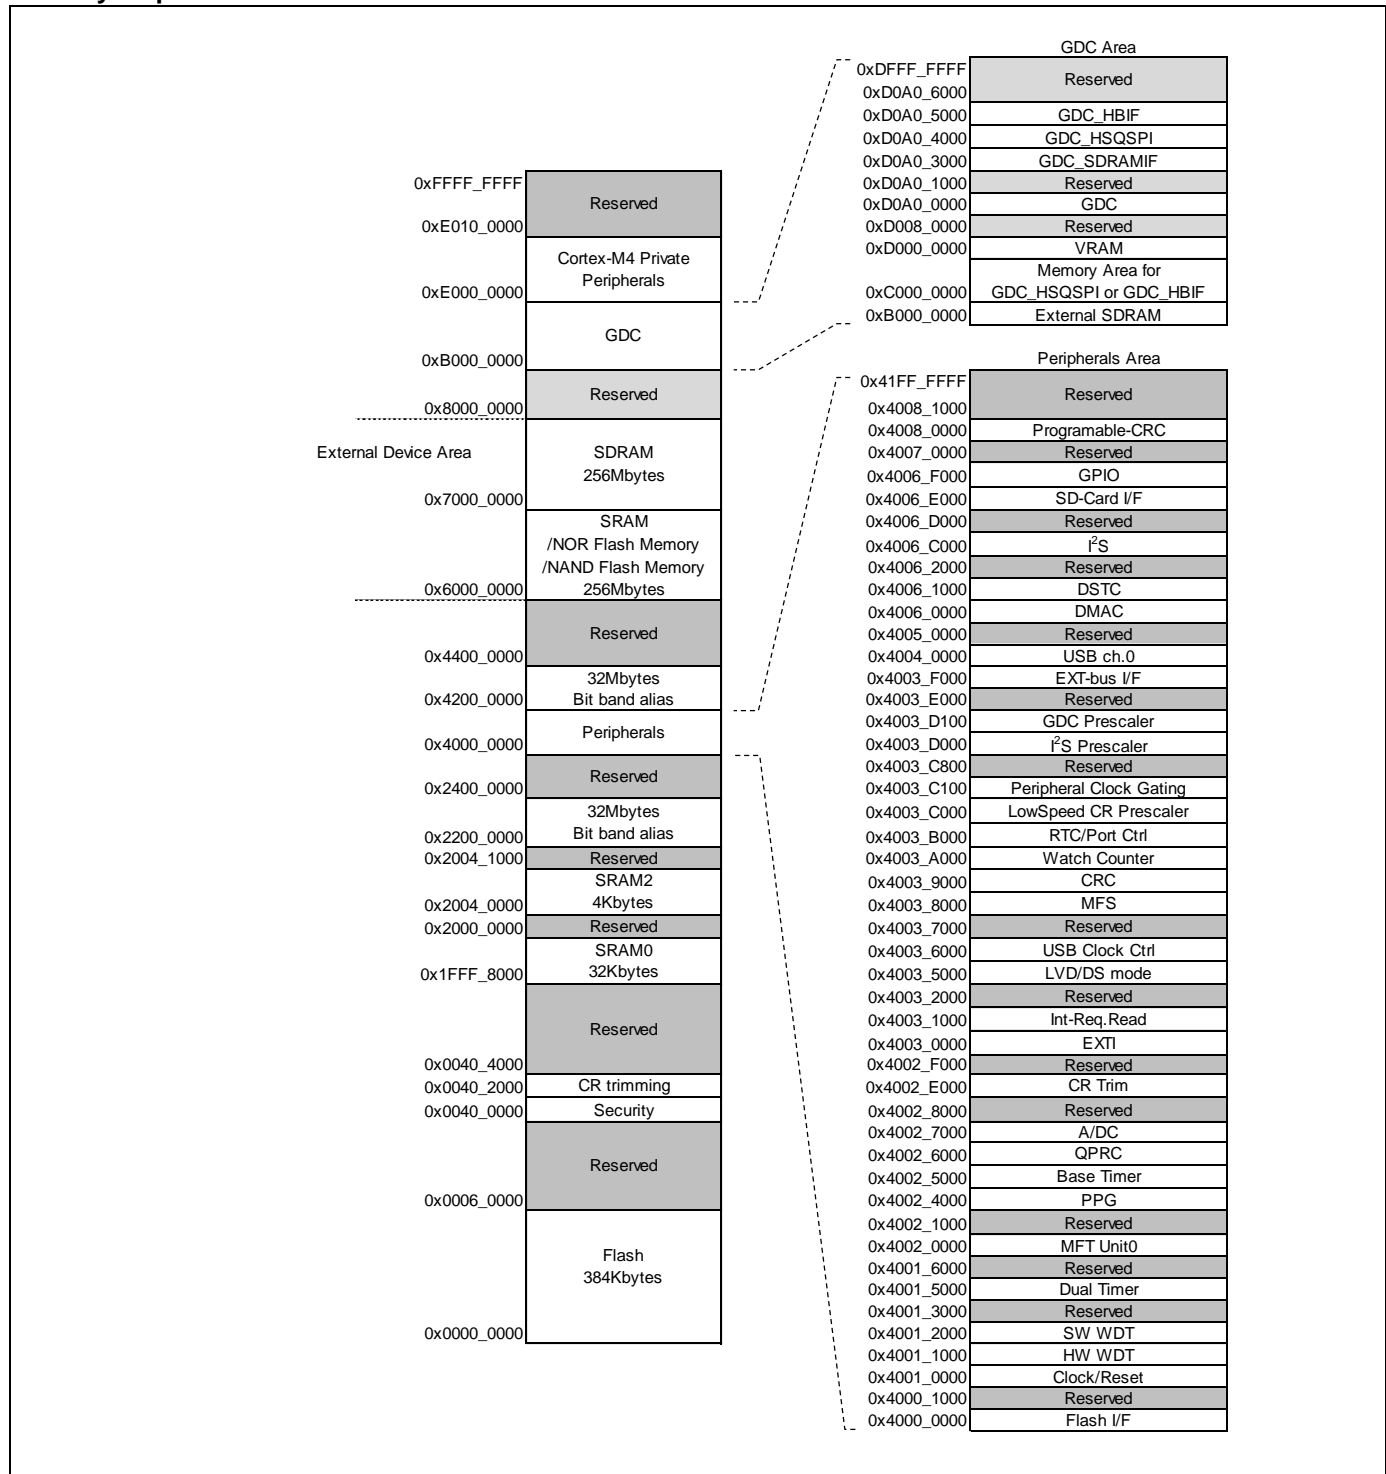 0xFFFF_FFFF
Reserved
0xE010_0000
Cortex-M4 Private
Peripherals
0xE000_0000
GDC
0xB000_0000
Reserved
0x8000_0000
External Device Area
SDRAM
256Mbytes
0x7000_0000
SRAM
/NOR Flash Memory
/NAND Flash Memory
0x6000_0000 256Mbytes
Reserved
0x4400_0000
32Mbytes
0x4200_0000 Bit band alias
Peripherals
0x4000_0000
Reserved
0x2400_0000
32Mbytes
0x2200_0000 Bit band alias
0x2004_1000 Reserved
SRAM2
0x2004_0000 4Kbytes
0x2000_0000 Reserved
SRAM0
0x1FFF_8000 32Kbytes
Reserved
0x0040_4000
0x0040_2000 CR trimming
0x0040_0000 Security
Reserved
0x0006_0000
Flash
384Kbytes
0x0000_0000
GDC Area
0xDFFF_FFFF
Reserved
0xD0A0_6000
0xD0A0_5000 GDC_HBIF
0xD0A0_4000 GDC_HSQSPI
0xD0A0_3000 GDC_SDRAMIF
0xD0A0_1000 Reserved
0xD0A0_0000 GDC
0xD008_0000 Reserved
0xD000_0000 VRAM
Memory Area for
0xC000_0000 GDC_HSQSPI or GDC_HBIF
0xB000_0000 External SDRAM
Peripherals Area
0x41FF_FFFF
Reserved
0x4008_1000
0x4008_0000 Programable-CRC
0x4007_0000 Reserved
0x4006_F000 GPIO
0x4006_E000 SD-Card I/F
0x4006_D000 Reserved
0x4006_C000 I²S
0x4006_2000 Reserved
0x4006_1000 DSTC
0x4006_0000 DMAC
0x4005_0000 Reserved
0x4004_0000 USB ch.0
0x4003_F000 EXT-bus I/F
0x4003_E000 Reserved
0x4003_D100 GDC Prescaler
0x4003_D000 I²S Prescaler
0x4003_C800 Reserved
0x4003_C100 Peripheral Clock Gating
0x4003_C000 LowSpeed CR Prescaler
0x4003_B000 RTC/Port Ctrl
0x4003_A000 Watch Counter
0x4003_9000 CRC
0x4003_8000 MFS
0x4003_7000 Reserved
0x4003_6000 USB Clock Ctrl
0x4003_5000 LVD/DS mode
0x4003_2000 Reserved
0x4003_1000 Int-Req.Read
0x4003_0000 EXTI
0x4002_F000 Reserved
0x4002_E000 CR Trim
0x4002_8000 Reserved
0x4002_7000 A/DC
0x4002_6000 QPRC
0x4002_5000 Base Timer
0x4002_4000 PPG
0x4002_1000 Reserved
0x4002_0000 MFT Unit0
0x4001_6000 Reserved
0x4001_5000 Dual Timer
0x4001_3000 Reserved
0x4001_2000 SW WDT
0x4001_1000 HW WDT
0x4001_0000 Clock/Reset
0x4000_1000 Reserved
0x4000_0000 Flash I/F